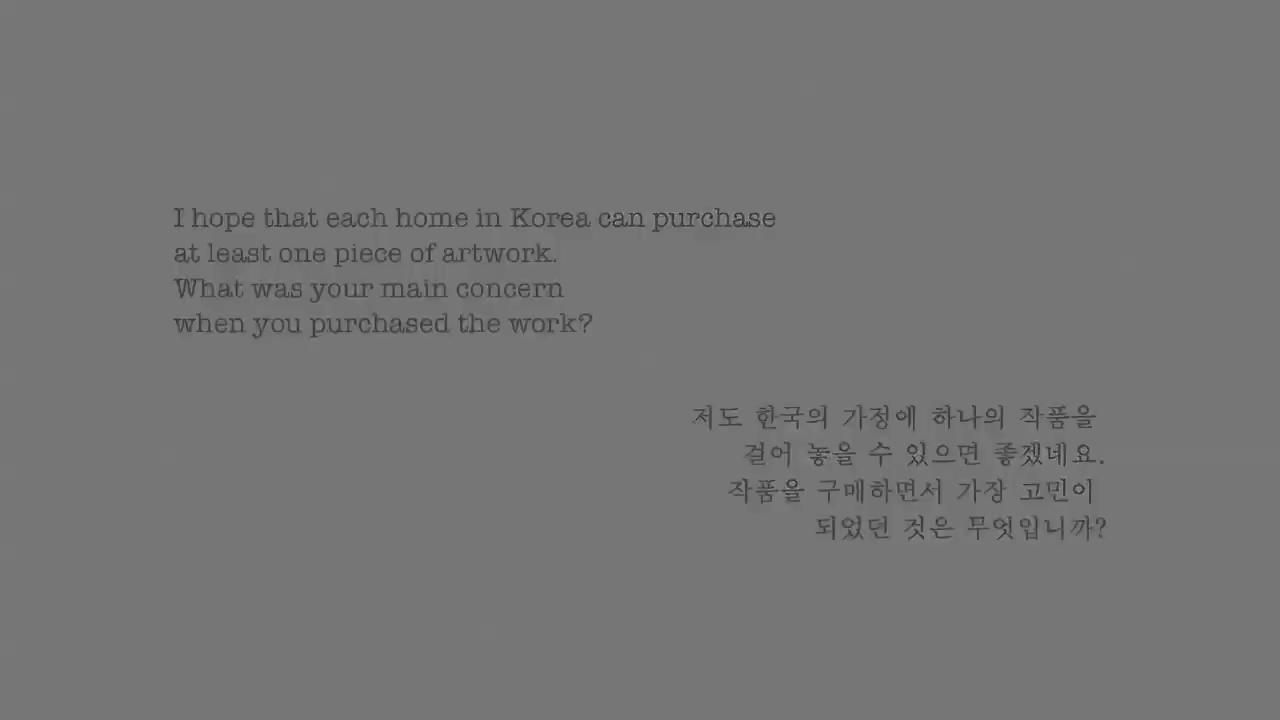 I hope that each home in Korea can purchase
at least one piece of artwork.
What was your main concern
when you purchased the work?
저도 한국의 가정에 하나의 작품을
걸어 놓을 수 있으면 좋겠네요.
작품을 구매하면서 가장 고민이
되었던 것은 무엇입니까?